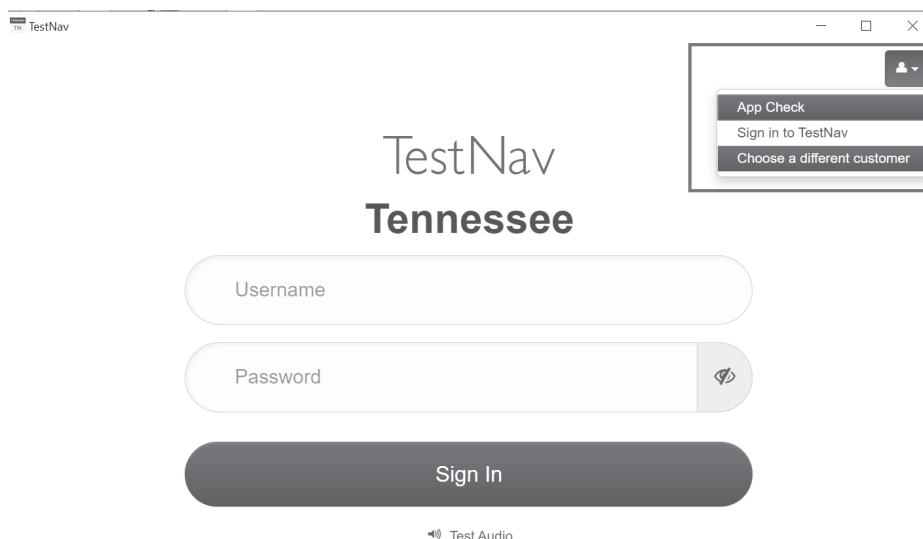 TestNav
App Check
Sign in to TestNav
Choose a different customer
TestNav
Tennessee
Username
Password
Sign In
Test Audio